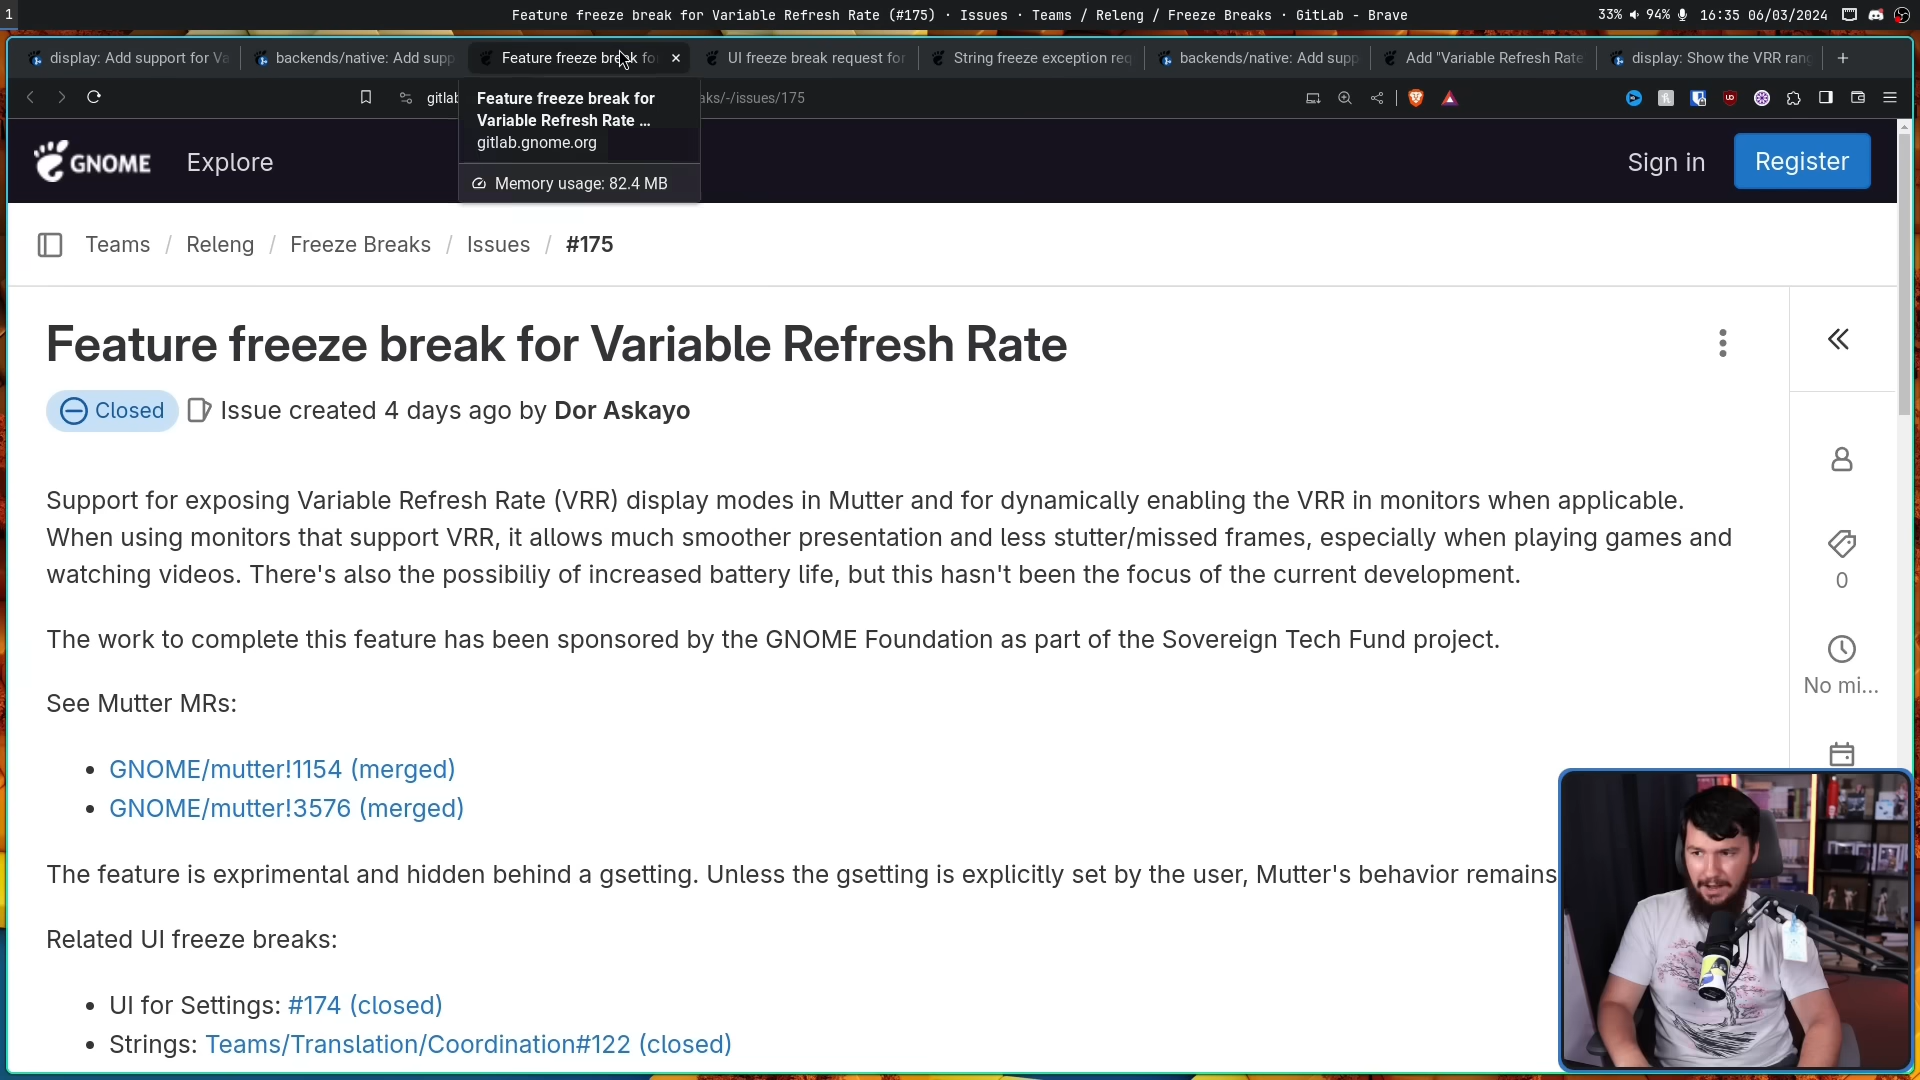 1
Feature freeze break for Variable Refresh Rate (#175) · Issues · Teams / Releng / Freeze Breaks · GitLab - Brave
33% 94% 16:35 06/03/2024
display: Add support for Va
backends/native: Add supp
Feature freeze break fo
UI freeze break request for
String freeze exception req
backends/native: Add supp
Add "Variable Refresh Rate
display: Show the VRR rang
gitlab
aks/-/issues/175
Feature freeze break for
Variable Refresh Rate …
gitlab.gnome.org
Memory usage: 82.4 MB
GNOME
Explore
Sign in
Register
Teams / Releng / Freeze Breaks / Issues / #175
Feature freeze break for Variable Refresh Rate
Closed Issue created 4 days ago by Dor Askayo
Support for exposing Variable Refresh Rate (VRR) display modes in Mutter and for dynamically enabling the VRR in monitors when applicable.
When using monitors that support VRR, it allows much smoother presentation and less stutter/missed frames, especially when playing games and
watching videos. There's also the possibiliy of increased battery life, but this hasn't been the focus of the current development.
0
The work to complete this feature has been sponsored by the GNOME Foundation as part of the Sovereign Tech Fund project.
No mi...
See Mutter MRs:
• GNOME/mutter!1154 (merged)
• GNOME/mutter!3576 (merged)
The feature is exprimental and hidden behind a gsetting. Unless the gsetting is explicitly set by the user, Mutter's behavior remains
Related UI freeze breaks:
• UI for Settings: #174 (closed)
• Strings: Teams/Translation/Coordination#122 (closed)